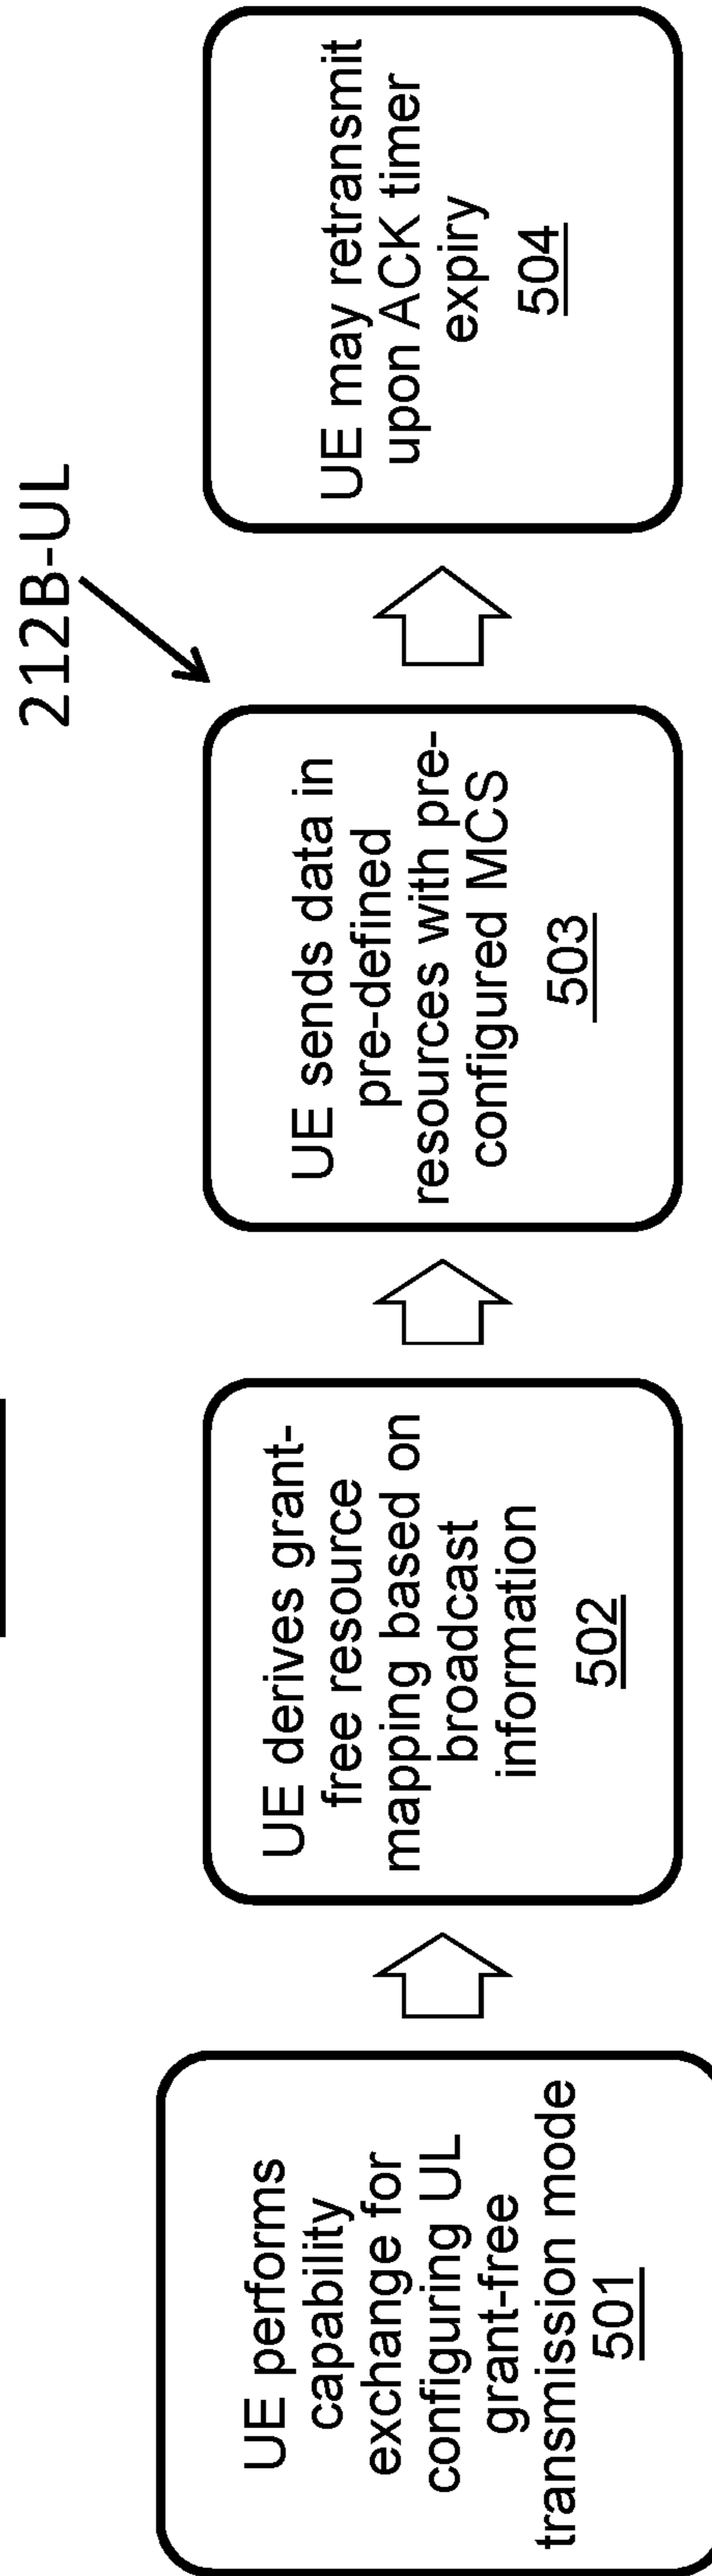 212B-UL
UE performs
capability
exchange for
configuring UL
grant-free
transmission mode
501
UE derives grant-
free resource
mapping based on
broadcast
information
502
UE sends data in
pre-defined
resources with pre-
configured MCS
503
UE may retransmit
upon ACK timer
expiry
504